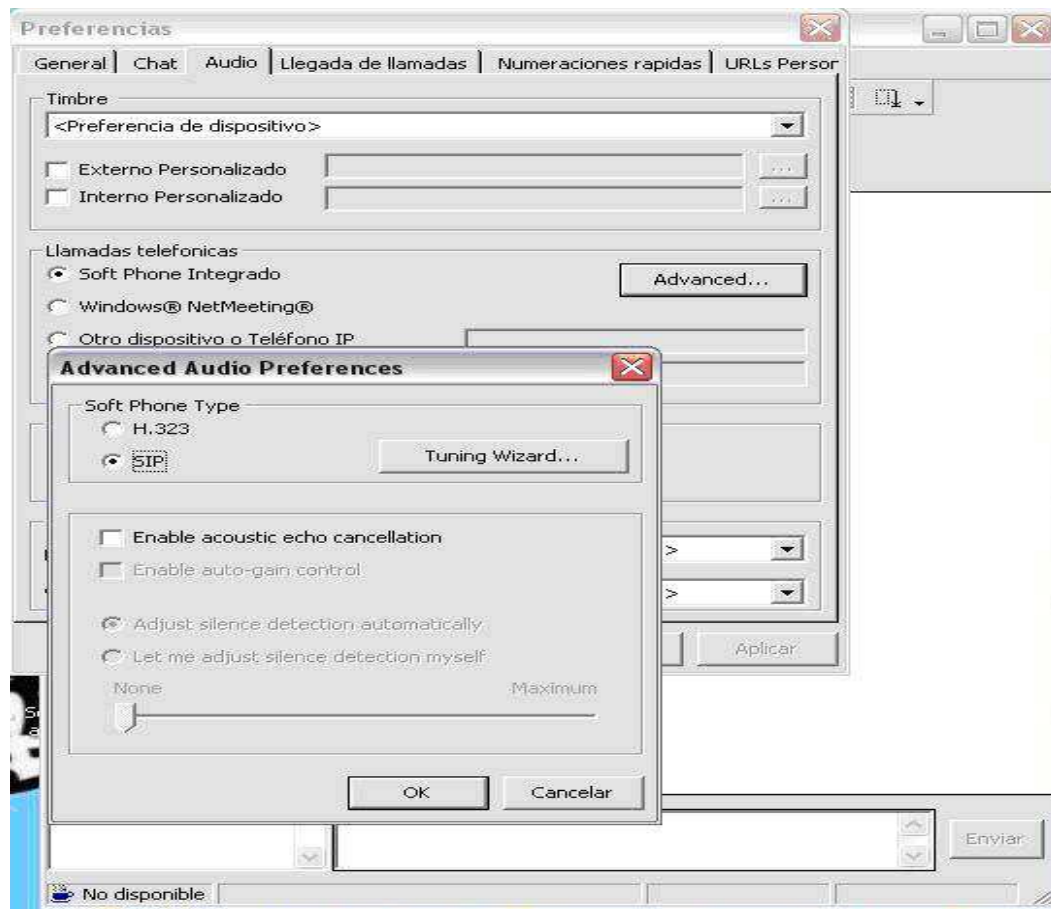 Preferencias
General Chat Audio Llegada de llamadas Numeraciones rapidas URLs Person
Timbre
<Preferencia de dispositivo>
Externo Personalizado ...
Interno Personalizado ...
Llamadas telefonicas
Soft Phone Integrado
Advanced...
Windows® NetMeeting®
Otro dispositivo o Teléfono IP
Advanced Audio Preferences
Soft Phone Type
H.323
SIP
Tuning Wizard...
Enable acoustic echo cancellation
>
Enable auto-gain control
>
Adjust silence detection automatically
Let me adjust silence detection myself
Aplicar
None Maximum
OK Cancelar
Enviar
No disponible